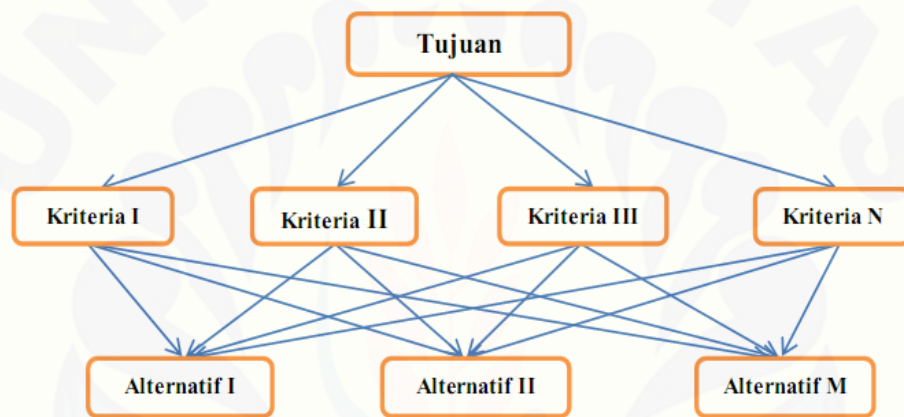 Tujuan
Kriteria I
Kriteria II
Kriteria III
Kriteria N
Alternatif I
Alternatif II
Alternatif M